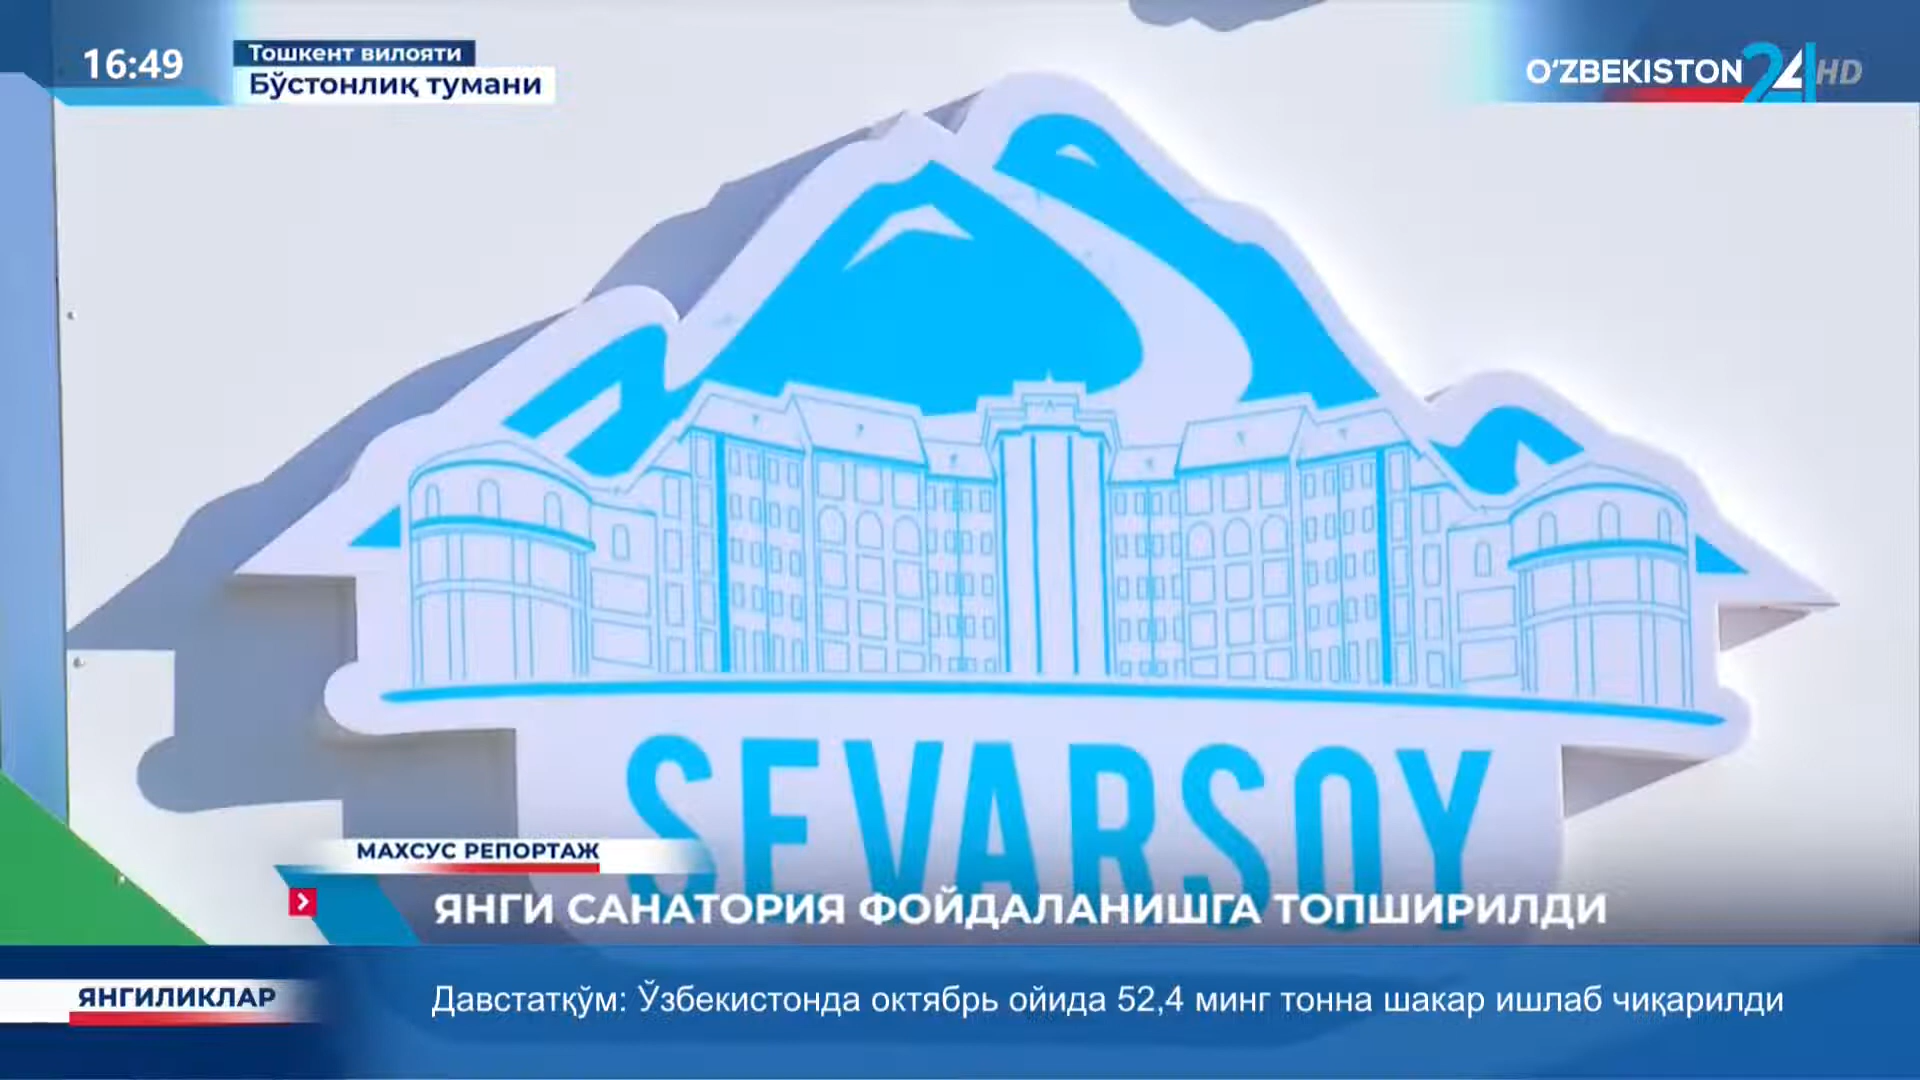 16:49
Тошкент вилояти
Бўстонлиқ тумани
O‘ZBEKISTON 24 HD
SEVARSOY
МАХСУС РЕПОРТАЖ
ЯНГИ САНАТОРИЯ ФОЙДАЛАНИШГА ТОПШИРИЛДИ
ЯНГИЛИКЛАР
Давстатқўм: Ўзбекистонда октябрь ойида 52,4 минг тонна шакар ишлаб чиқарилди